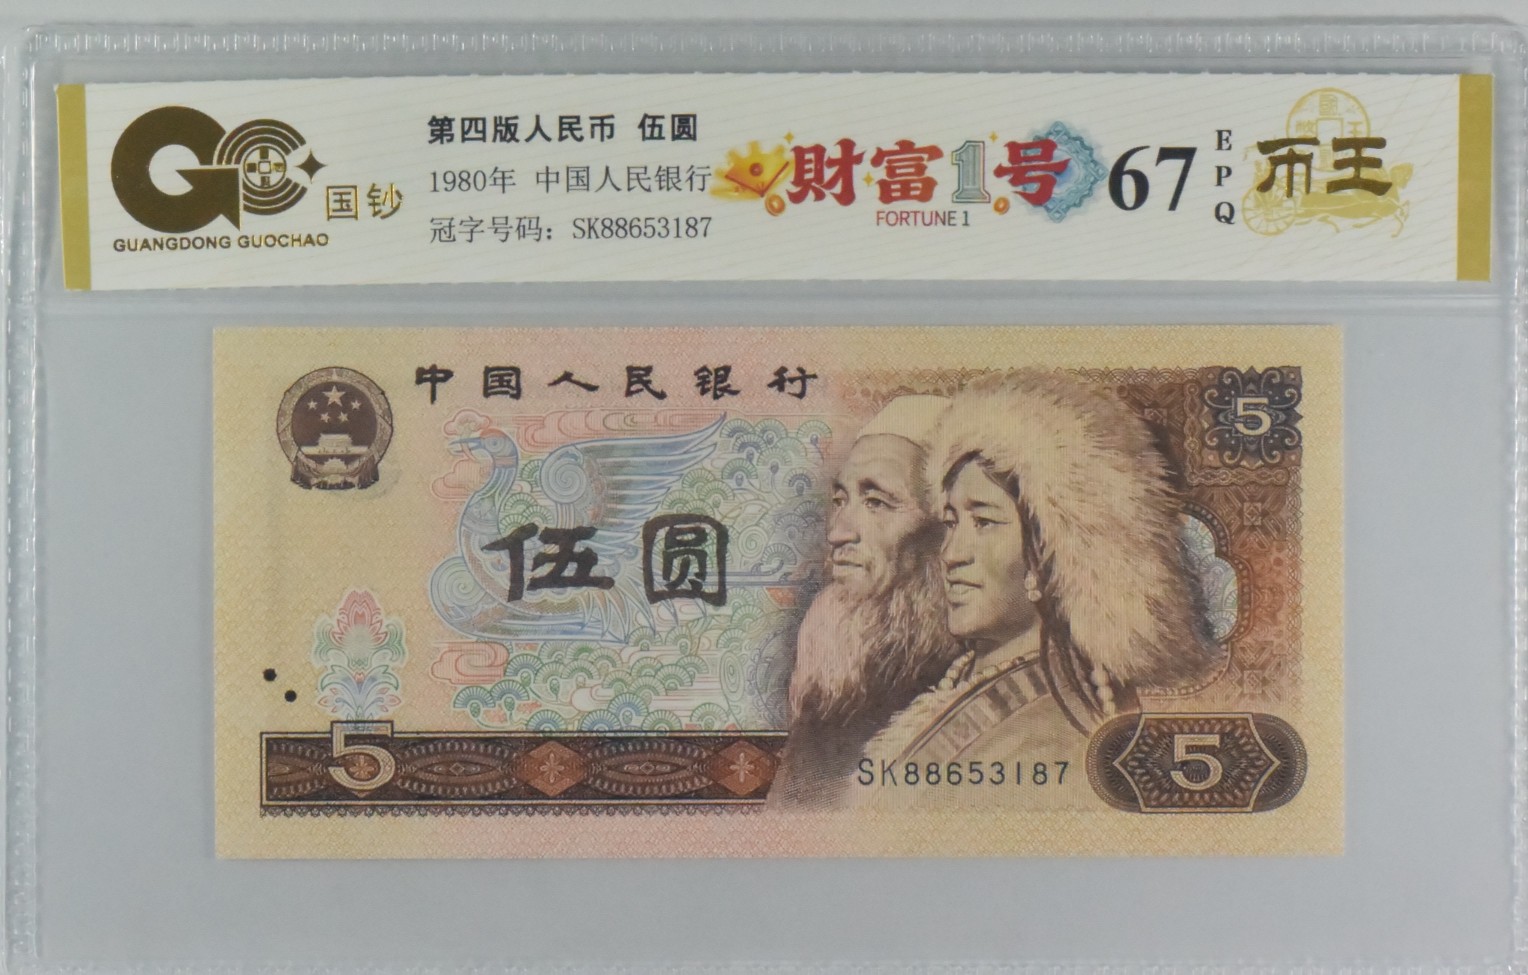 GUANGDONG GUOCHAO
国钞
第四版人民币 伍圆
1980年 中国人民银行
冠字号码：SK88653187
财富1号
FORTUNE 1
67
EPQ
币王
中国人民银行
5
伍圆
5
SK88653187
5